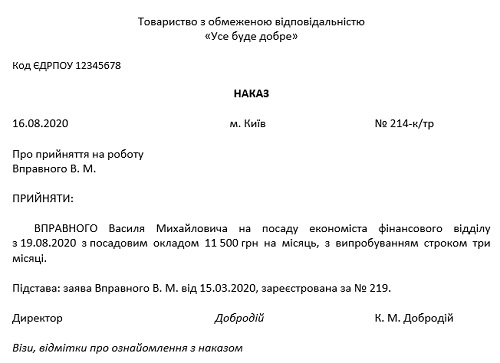 Товариство з обмеженою відповідальністю
«Усе буде добре»
Код ЄДРПОУ 12345678
НАКАЗ
16.08.2020 м. Київ № 214-к/тр
Про прийняття на роботу
Вправного В. М.
ПРИЙНЯТИ:
ВПРАВНОГО Василя Михайловича на посаду економіста фінансового відділу
з 19.08.2020 з посадовим окладом 11 500 грн на місяць, з випробуванням строком три
місяці.
Підстава: заява Вправного В. М. від 15.03.2020, зареєстрована за № 219.
Директор Добродій К. М. Добродій
Візи, відмітки про ознайомлення з наказом